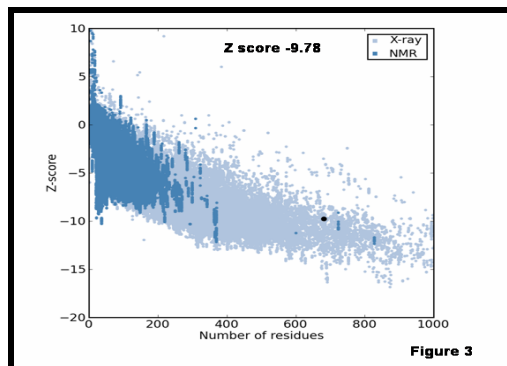 Z score -9.78
X-ray
NMR
10
5
0
−5
−10
−15
−20
Z-score
0
200
400
600
800
1000
Number of residues
Figure 3